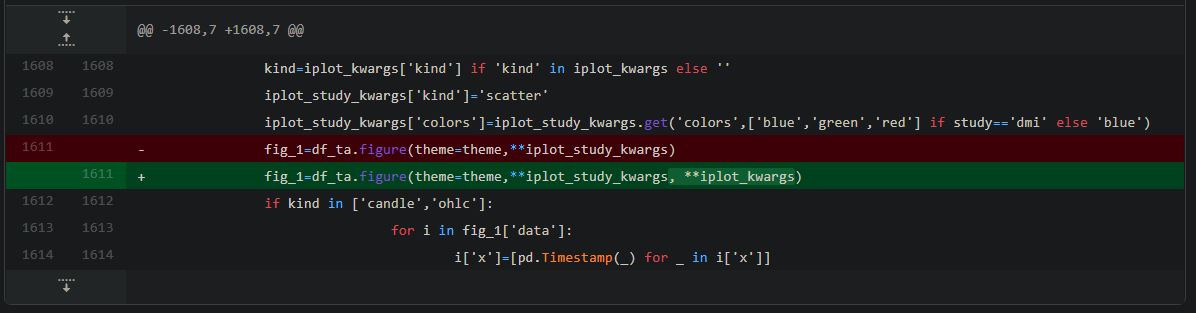 @@ -1608,7 +1608,7 @@
1608 1608 kind=iplot_kwargs['kind'] if 'kind' in iplot_kwargs else ''
1609 1609 iplot_study_kwargs['kind']='scatter'
1610 1610 iplot_study_kwargs['colors']=iplot_study_kwargs.get('colors',['blue','green','red'] if study=='dmi' else 'blue')
1611 - fig_1=df_ta.figure(theme=theme,**iplot_study_kwargs)
1611 + fig_1=df_ta.figure(theme=theme,**iplot_study_kwargs, **iplot_kwargs)
1612 1612 if kind in ['candle','ohlc']:
1613 1613 for i in fig_1['data']:
1614 1614 i['x']=[pd.Timestamp(_) for _ in i['x']]